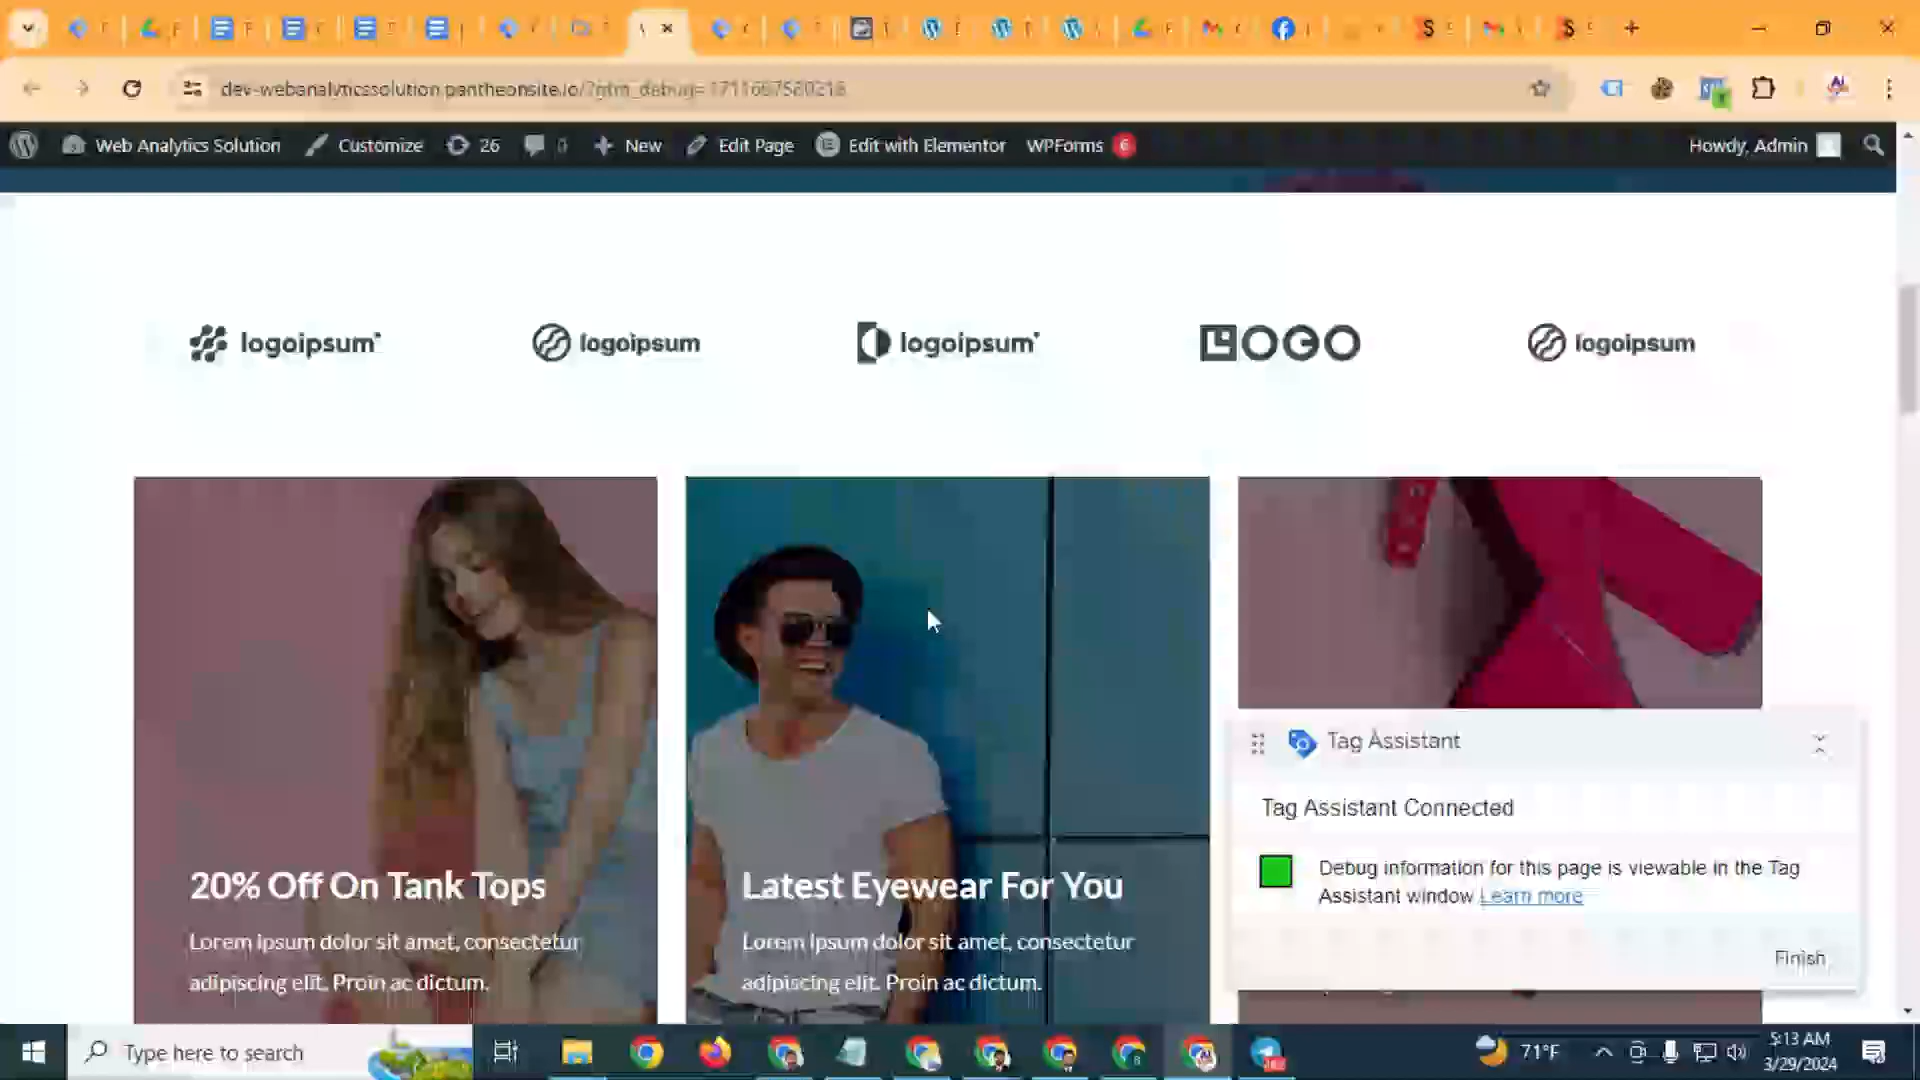 dev-webanalyticssolution.pantheonsite.io/?gtm_debug=1711667580218
Web Analytics Solution
Customize
26
0
New
Edit Page
Edit with Elementor
WPForms 6
Howdy, Admin
logoipsum
logoipsum
logoipsum
LOGO
logoipsum
20% Off On Tank Tops
Lorem ipsum dolor sit amet, consectetur
adipiscing elit. Proin ac dictum.
Latest Eyewear For You
Lorem ipsum dolor sit amet, consectetur
adipiscing elit. Proin ac dictum.
Tag Assistant
Tag Assistant Connected
Debug information for this page is viewable in the Tag
Assistant window Learn more
Finish
Type here to search
71°F
5:13 AM
3/29/2024